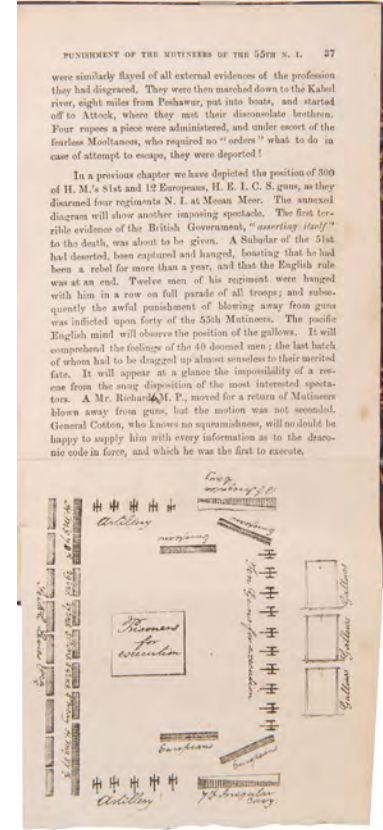 PUNISHMENT OF THE MUTINEERS OF THE 55TH N. I. 37
were similarly flayed of all external evidences of the profession
they had disgraced. They were then marched down to the Kabul
river, eight miles from Peshawur, put into boats, and started
off to Attock, where they met their disconsolate brethren.
Four rupees a piece were administered, and under escort of the
fearless Mooltanees, who required no "orders" what to do in
case of attempt to escape, they were deported!
In a previous chapter we have depicted the position of 300
of H. M.'s 81st and 12 Europeans, H. E. I. C. S. guns, as they
disarmed four regiments N. I. at Meean Meer. The annexed
diagram will show another imposing spectacle. The first ter-
rible evidence of the British Government, "asserting itself"
to the death, was about to be given. A Subadar of the 51st
had deserted, been captured and hanged, boasting that he had
been a rebel for more than a year, and that the English rule
was at an end. Twelve men of his regiment were hanged
with him in a row on full parade of all troops; and subse-
quently the awful punishment of blowing away from guns
was inflicted upon forty of the 55th Mutineers. The pacific
English mind will observe the position of the gallows. It will
comprehend the feelings of the 40 doomed men; the last batch
of whom had to be dragged up almost senseless to their merited
fate. It will appear at a glance the impossibility of a res-
cue from the snug disposition of the most interested specta-
tors. A Mr. Richards M. P., moved for a return of Mutineers
blown away from guns, but the motion was not seconded.
General Cotton, who knows no squeamishness, will no doubt be
happy to supply him with every information as to the draco-
nic code in force, and which he was the first to execute.
Cavy
Artillery
Europeans
Europeans
Ten Guns for execution
Prisoners
for
execution
Gallows
Gallows
Gallows
Europeans
Europeans
Artillery
7th Irregular
Cavy.